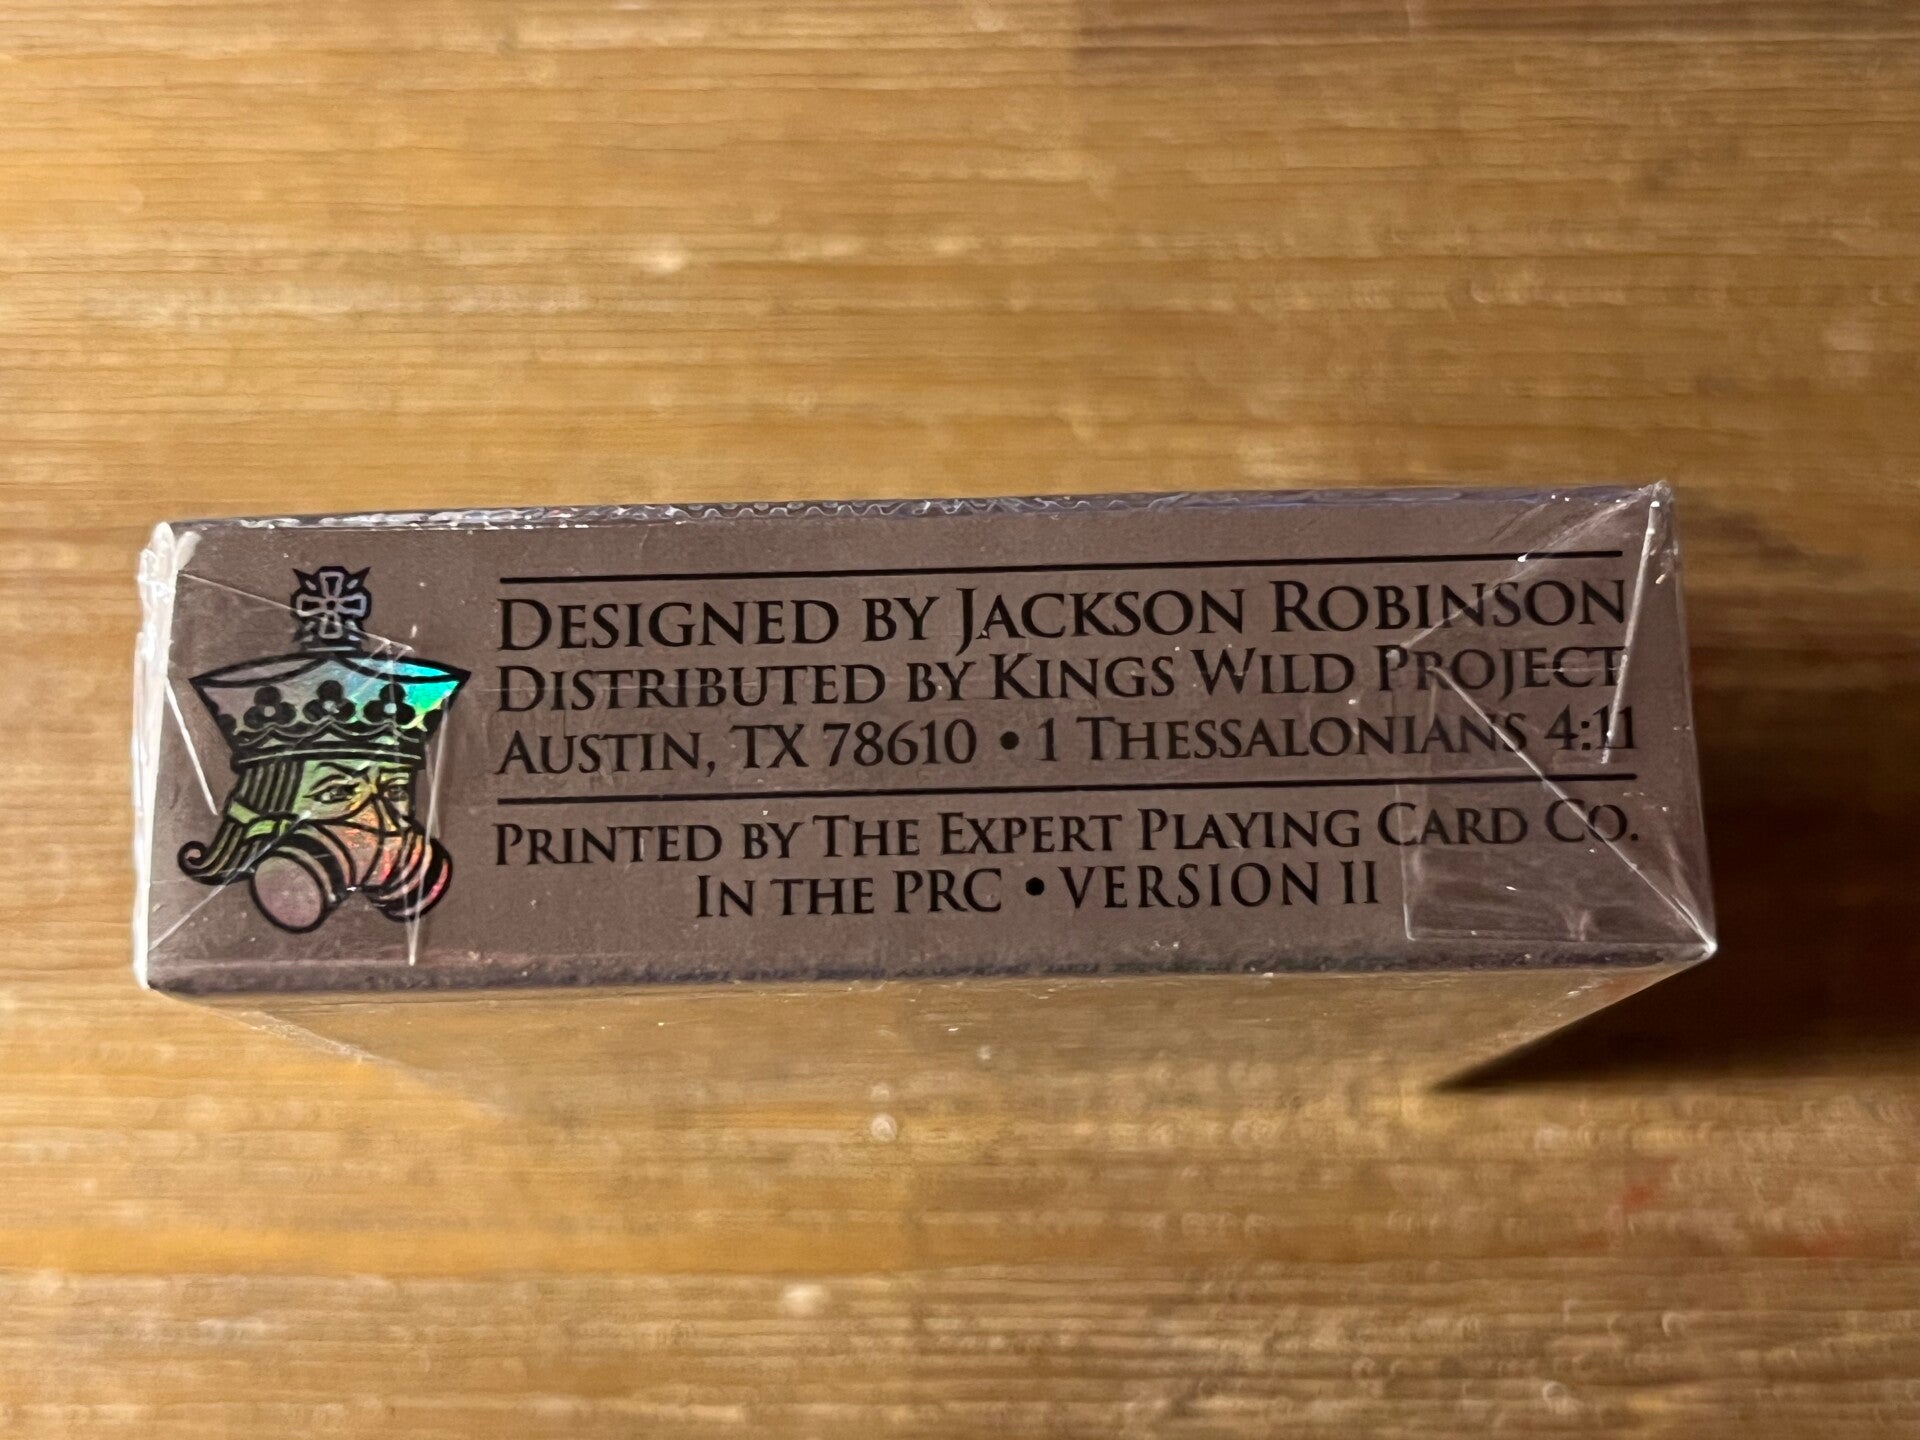 DESIGNED BY JACKSON ROBINSON
DISTRIBUTED BY KINGS WILD PROJECT
AUSTIN, TX 78610 • 1 THESSALONIANS 4:11
PRINTED BY THE EXPERT PLAYING CARD CO.
IN THE PRC • VERSION II